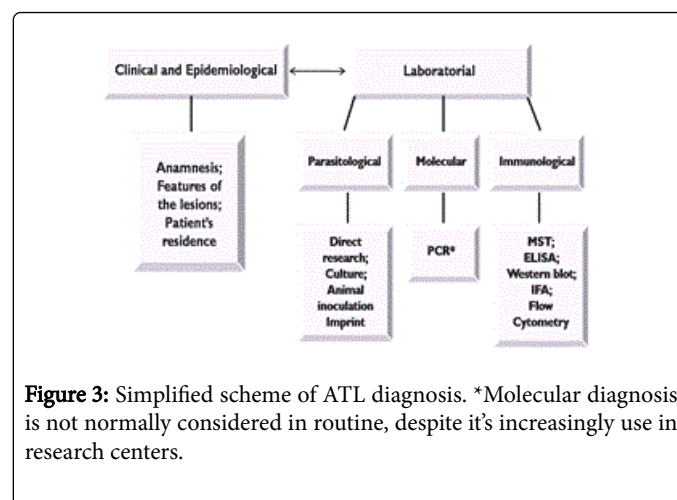 Clinical and Epidemiological
Laboratorial
Anamnesis;
Features of
the lesions;
Patient's
residence
Parasitological
Molecular
Immunological
Direct
research;
Culture;
Animal
inoculation
Imprint
PCR*
MST;
ELISA;
Western blot;
IFA;
Flow
Cytometry
Figure 3: Simplified scheme of ATL diagnosis. *Molecular diagnosis
is not normally considered in routine, despite it's increasingly use in
research centers.